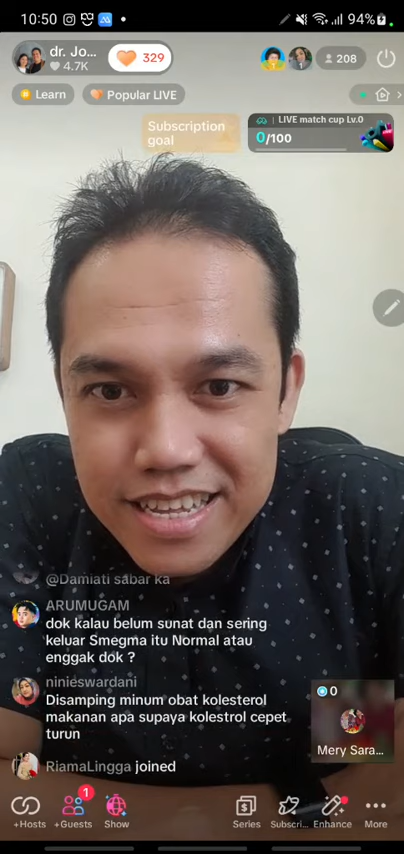 10:50
94%
dr. Jo...
4.7K
329
208
Learn
Popular LIVE
Subscription
goal
LIVE match cup Lv.0
0/100
@Damiati sabar ka
ARUMUGAM
dok kalau belum sunat dan sering
keluar Smegma itu Normal atau
enggak dok ?
ninieswardani
Disamping minum obat kolesterol
makanan apa supaya kolestrol cepet
turun
0
Mery Sara...
RiamaLingga joined
1
+Hosts
+Guests
Show
Series
Subscri...
Enhance
More